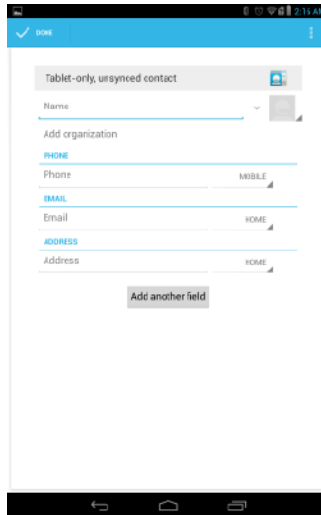 2:15 AM
DONE
Tablet-only, unsynced contact
Name
Add organization
PHONE
Phone
MOBILE
EMAIL
Email
HOME
ADDRESS
Address
HOME
Add another field